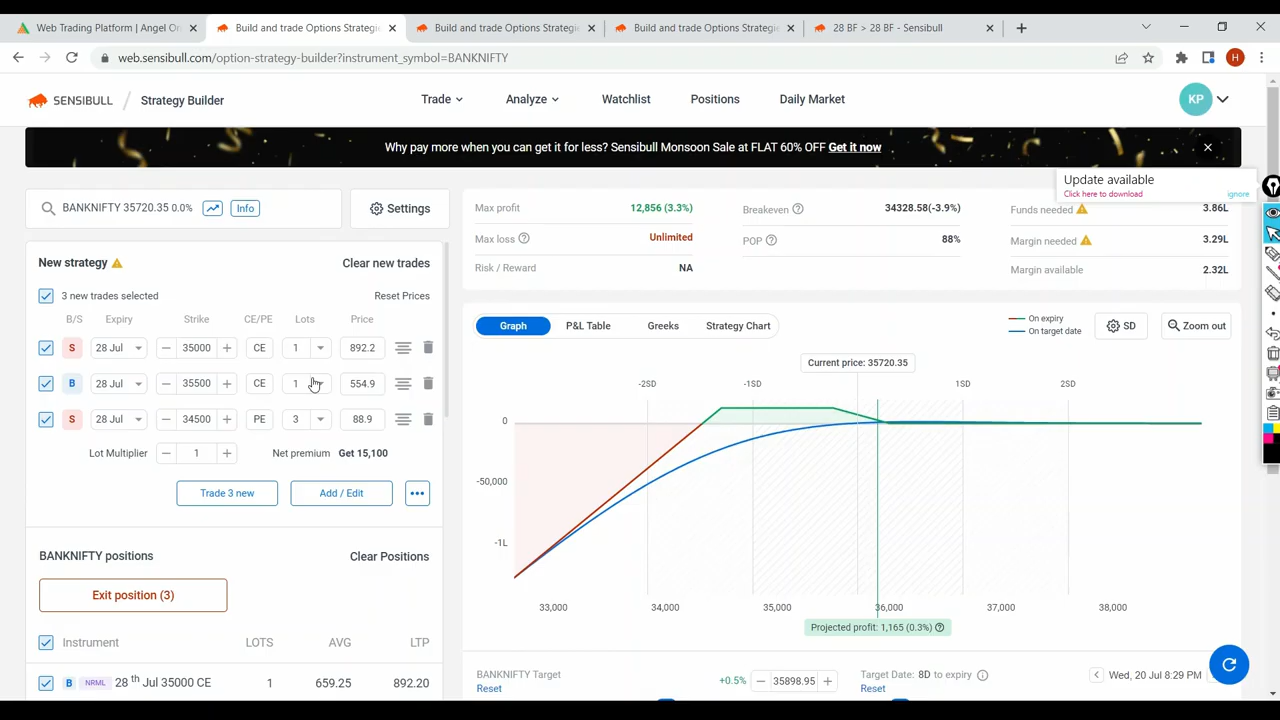 Web Trading Platform | Angel On
Build and trade Options Strategi
Build and trade Options Strategi
Build and trade Options Strategi
28 BF > 28 BF - Sensibull
web.sensibull.com/option-strategy-builder?instrument_symbol=BANKNIFTY
H
SENSIBULL / Strategy Builder
Trade
Analyze
Watchlist
Positions
Daily Market
KP
Why pay more when you can get it for less? Sensibull Monsoon Sale at FLAT 60% OFF Get it now
Update available
Click here to download
ignore
BANKNIFTY 35720.35 0.0%
Info
Settings
Max profit 12,856 (3.3%)
Max loss Unlimited
Risk / Reward NA
Breakeven 34328.58(-3.9%)
POP 88%
Funds needed 3.86L
Margin needed 3.29L
Margin available 2.32L
New strategy
Clear new trades
3 new trades selected
Reset Prices
B/S Expiry Strike CE/PE Lots Price
S 28 Jul 35000 CE 1 892.2
B 28 Jul 35500 CE 1 554.9
S 28 Jul 34500 PE 3 88.9
Lot Multiplier 1 Net premium Get 15,100
Trade 3 new
Add / Edit
BANKNIFTY positions
Clear Positions
Exit position (3)
Instrument LOTS AVG LTP
B NRML 28 th Jul 35000 CE 1 659.25 892.20
Graph
P&L Table
Greeks
Strategy Chart
On expiry
On target date
SD
Zoom out
Current price: 35720.35
-2SD -1SD 1SD 2SD
0
-50,000
-1L
33,000 34,000 35,000 36,000 37,000 38,000
Projected profit: 1,165 (0.3%)
BANKNIFTY Target
Reset
+0.5% 35898.95
Target Date: 8D to expiry
Reset
Wed, 20 Jul 8:29 PM